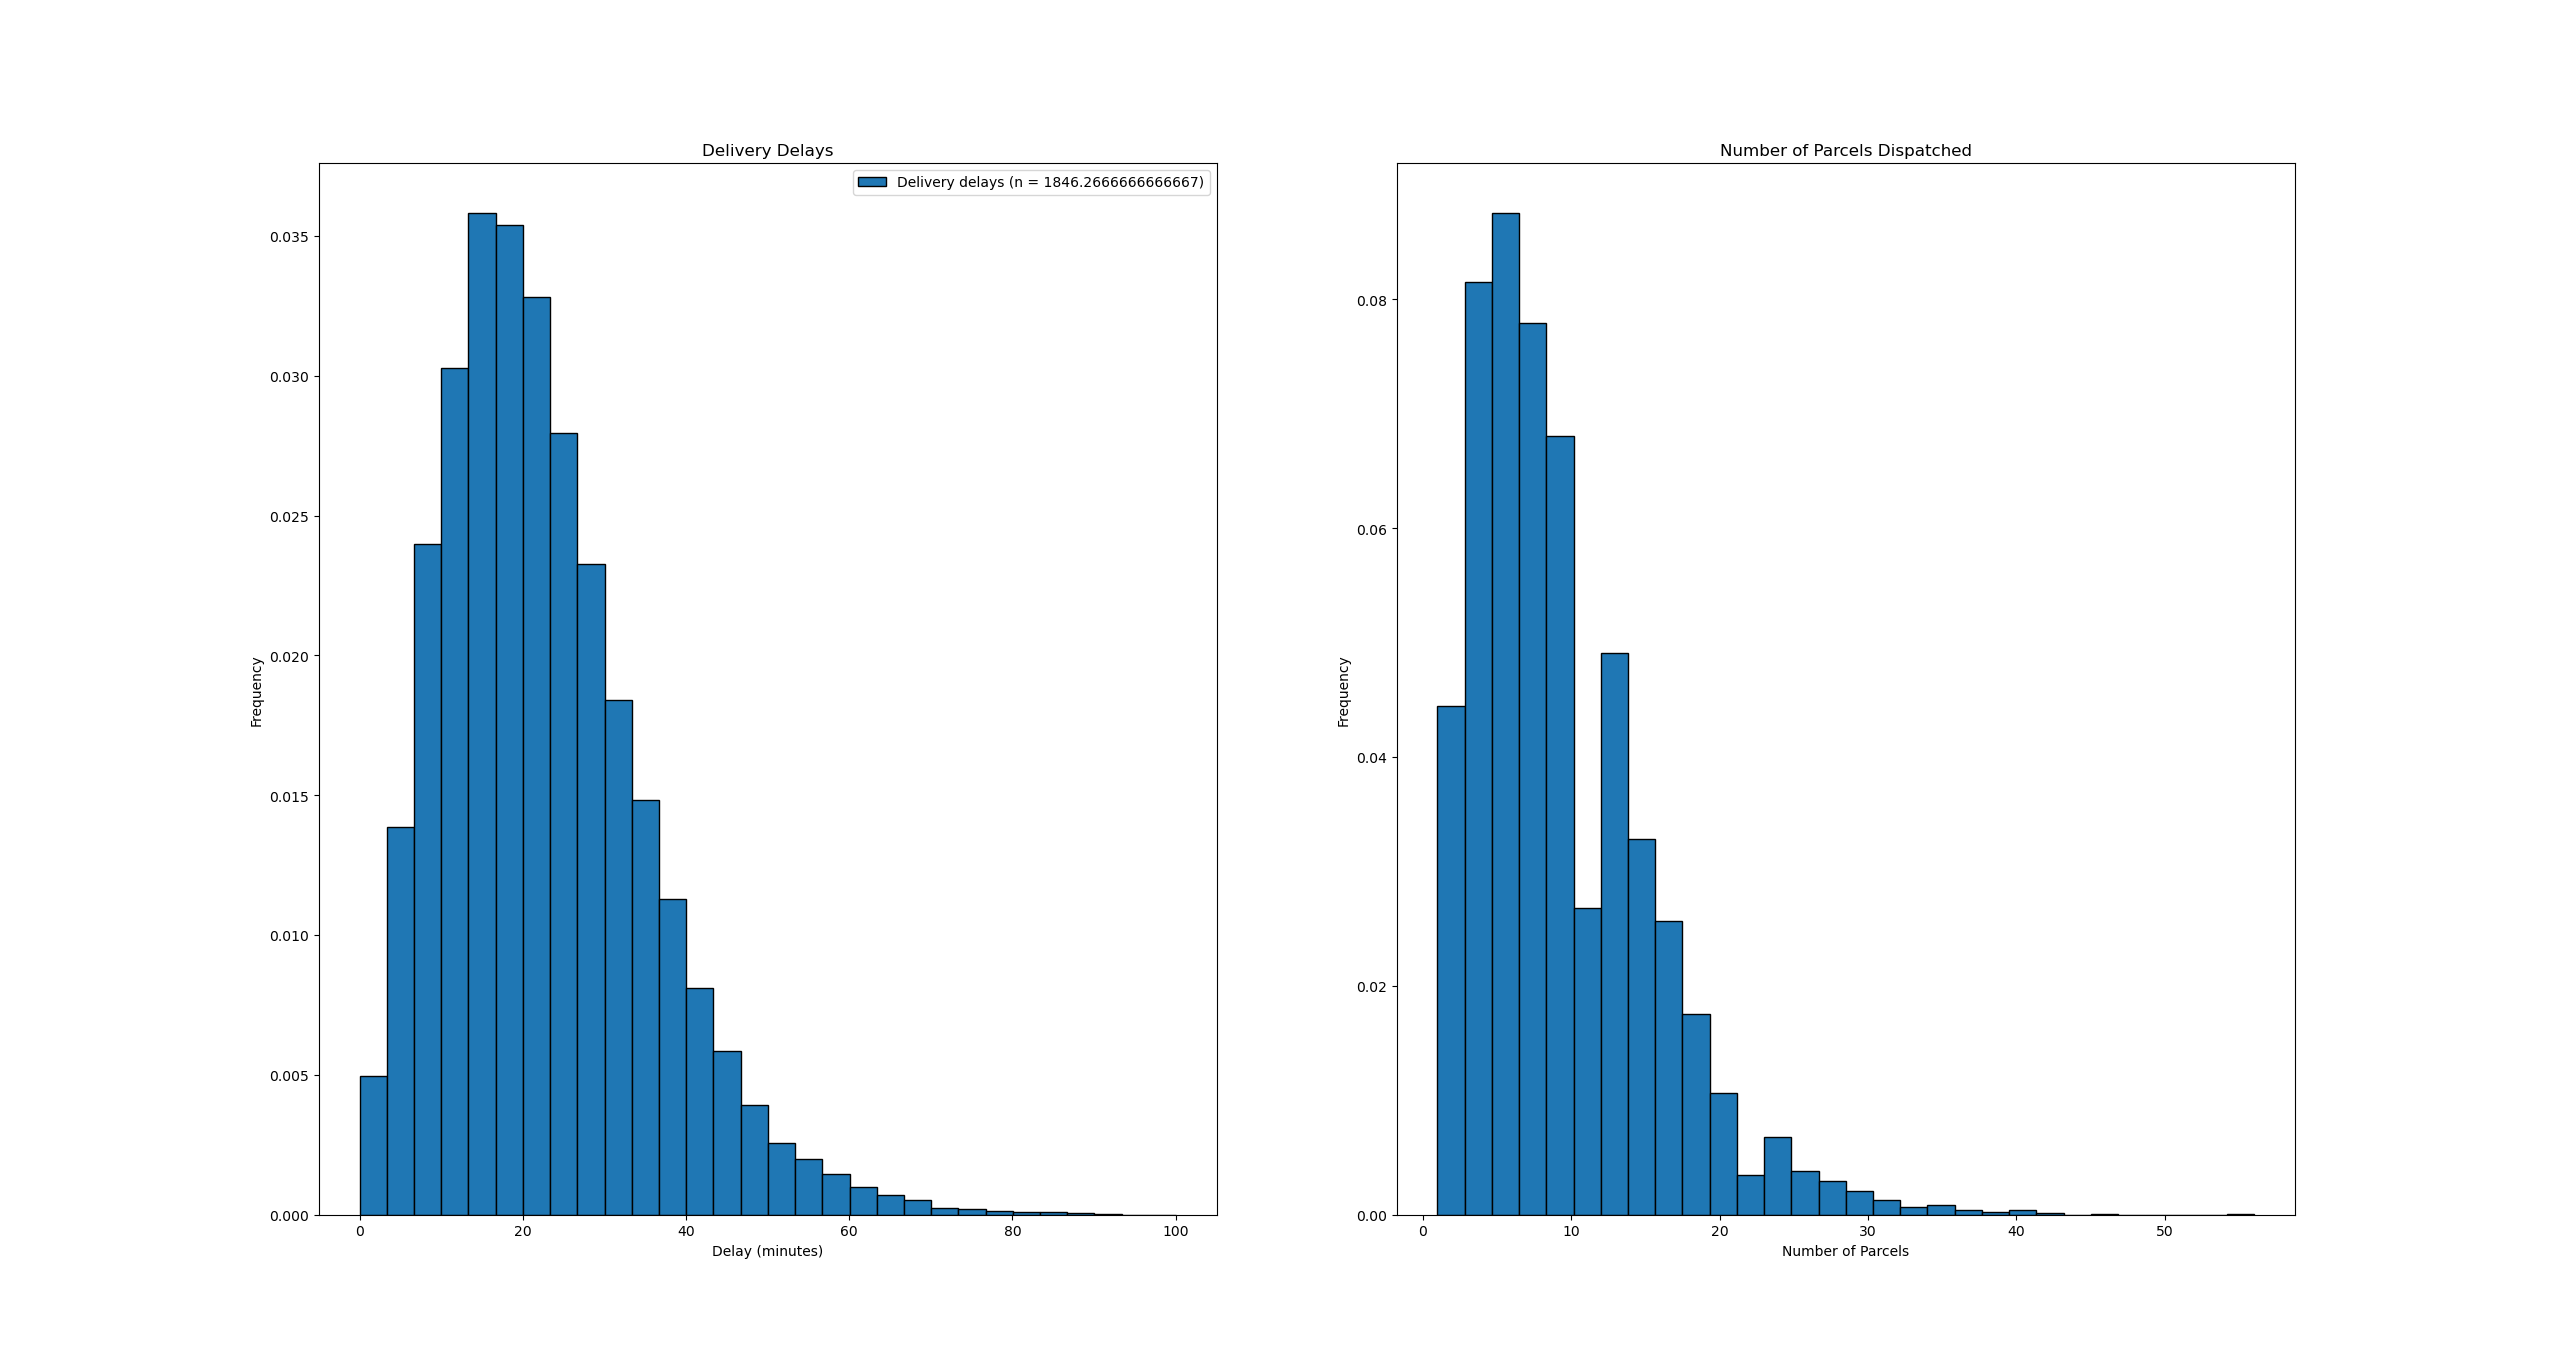 Delivery Delays
Delivery delays (n = 1846.2666666666667)
0.035
0.030
0.025
0.020
0.015
0.010
0.005
0.000
Frequency
0 20 40 60 80 100
Delay (minutes)
Number of Parcels Dispatched
0.08
0.06
0.04
0.02
0.00
Frequency
0 10 20 30 40 50
Number of Parcels